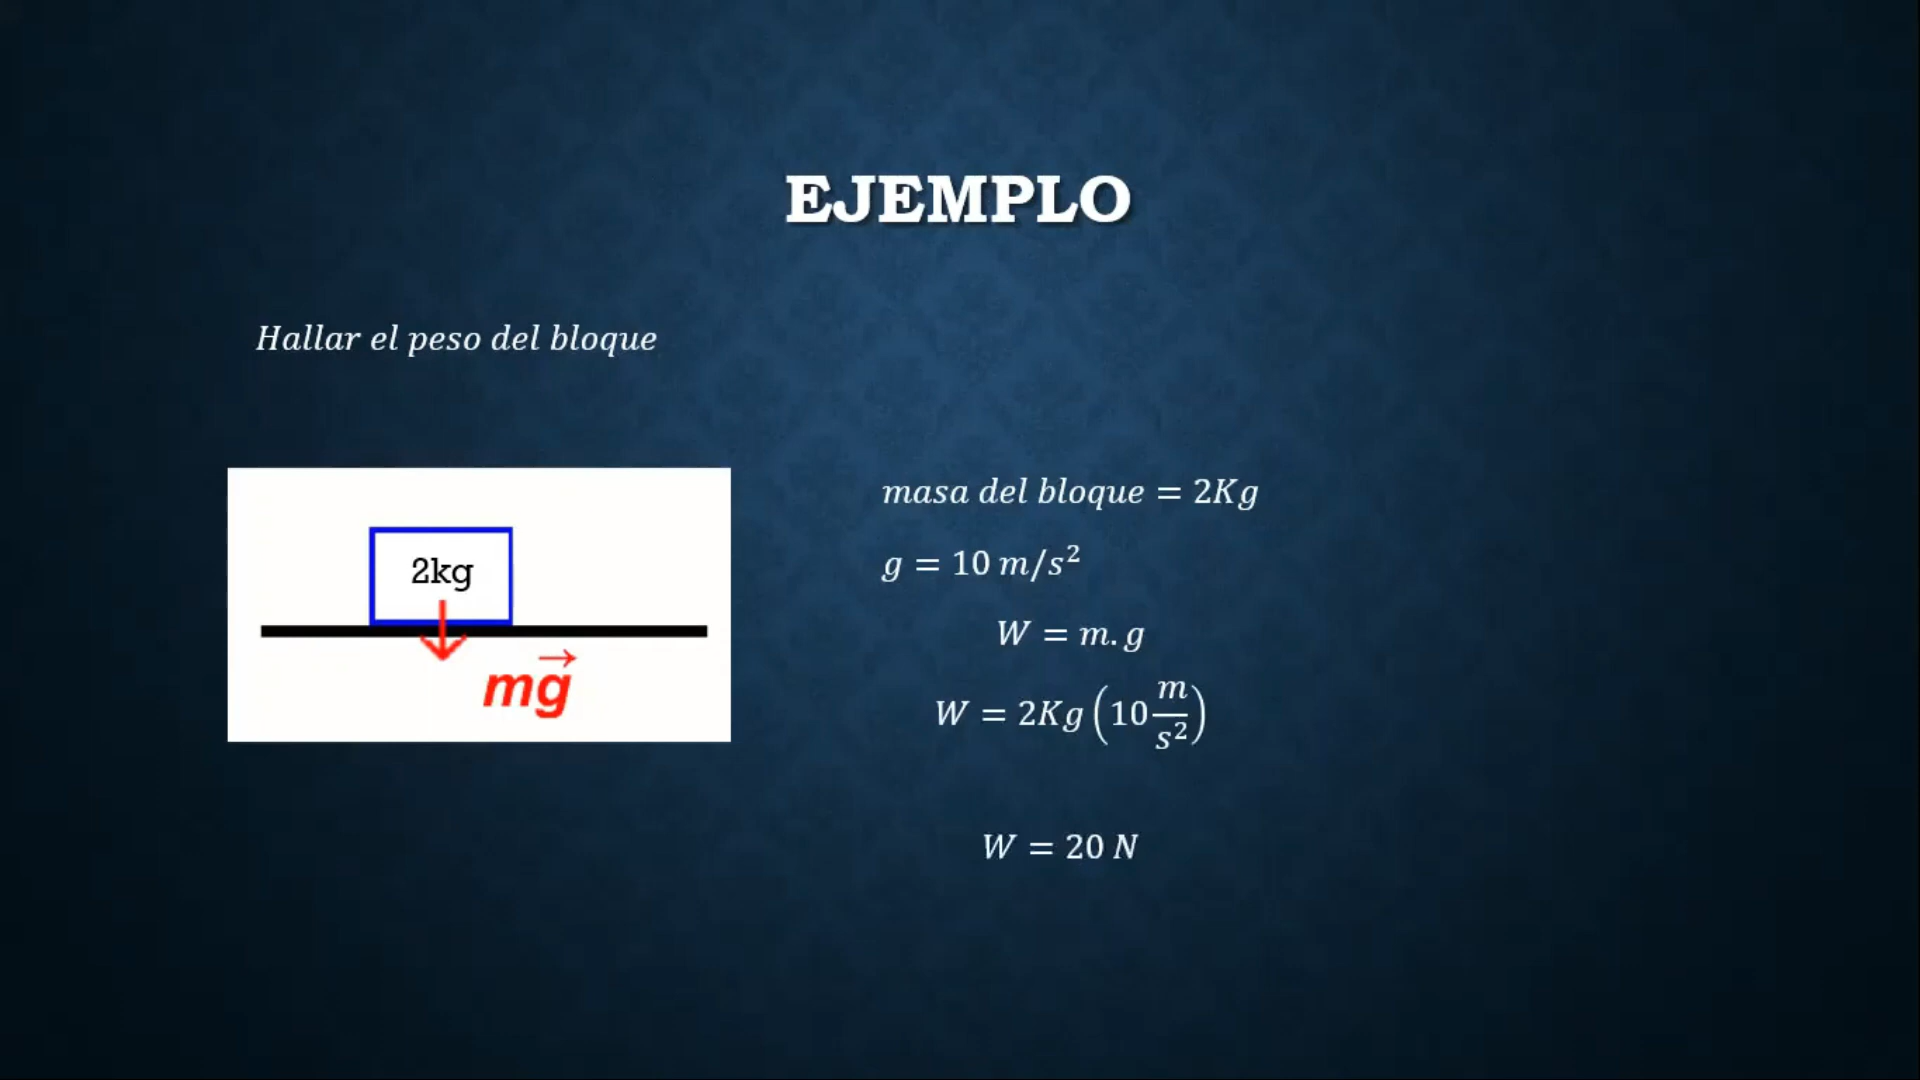 EJEMPLO
Hallar el peso del bloque
2kg
mg⃗
masa del bloque = 2Kg
g = 10 m/s²
W = m. g
W = 2Kg (10 m/s²)
W = 20 N